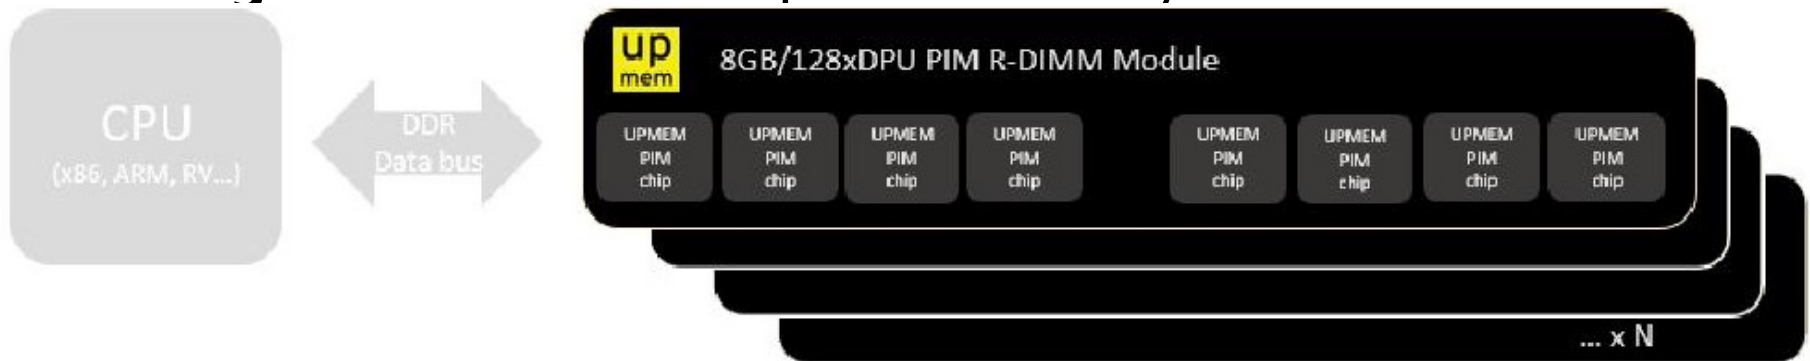 CPU
(x86, ARM, RV...)
DDR
Data bus
up
mem
8GB/128xDPU PIM R-DIMM Module
UPMEM
PIM
chip
UPMEM
PIM
chip
UPMEM
PIM
chip
UPMEM
PIM
chip
UPMEM
PIM
chip
UPMEM
PIM
chip
UPMEM
PIM
chip
UPMEM
PIM
chip
... x N